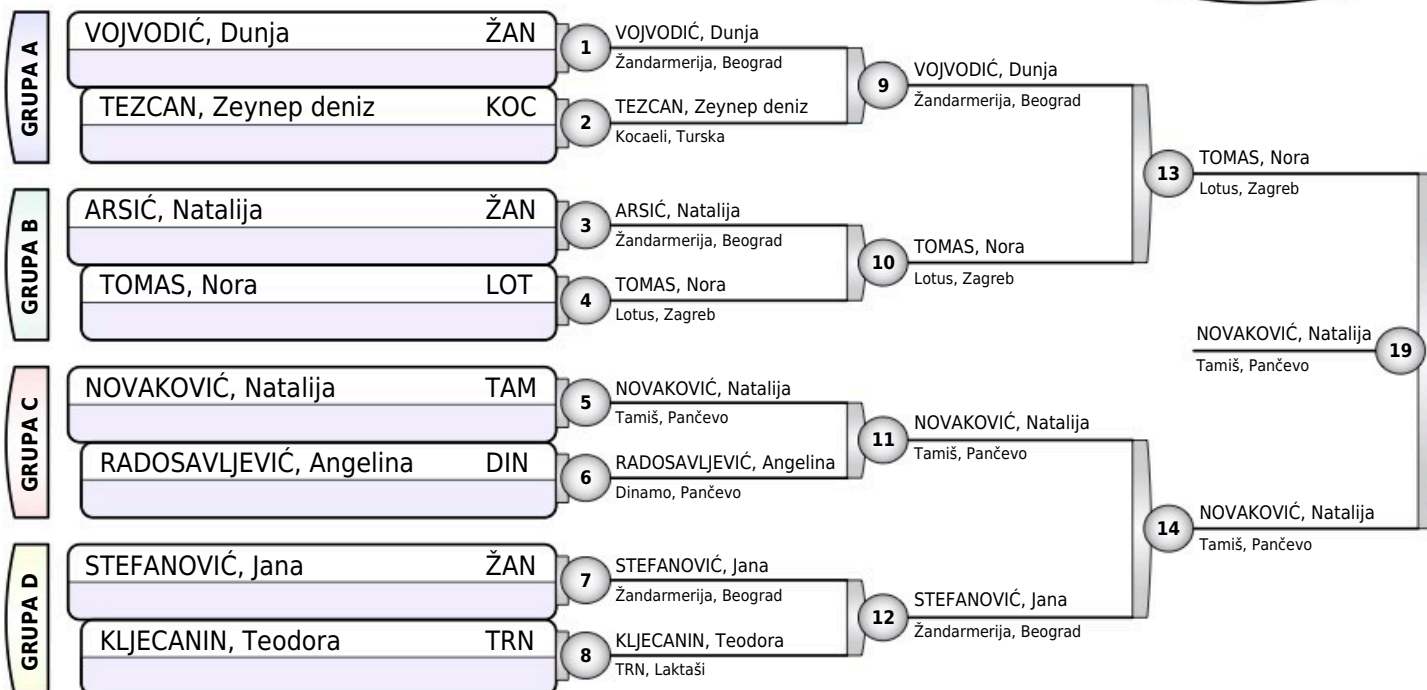 GRUPA A
VOJVODIĆ, Dunja ŽAN
TEZCAN, Zeynep deniz KOC
GRUPA B
ARSIĆ, Natalija ŽAN
TOMAS, Nora LOT
GRUPA C
NOVAKOVIĆ, Natalija TAM
RADOSAVLJEVIĆ, Angelina DIN
GRUPA D
STEFANOVIĆ, Jana ŽAN
KLJECANIN, Teodora TRN
1
VOJVODIĆ, Dunja
Žandarmerija, Beograd
2
TEZCAN, Zeynep deniz
Kocaeli, Turska
3
ARSIĆ, Natalija
Žandarmerija, Beograd
4
TOMAS, Nora
Lotus, Zagreb
5
NOVAKOVIĆ, Natalija
Tamiš, Pančevo
6
RADOSAVLJEVIĆ, Angelina
Dinamo, Pančevo
7
STEFANOVIĆ, Jana
Žandarmerija, Beograd
8
KLJECANIN, Teodora
TRN, Laktaši
9
VOJVODIĆ, Dunja
Žandarmerija, Beograd
10
TOMAS, Nora
Lotus, Zagreb
11
NOVAKOVIĆ, Natalija
Tamiš, Pančevo
12
STEFANOVIĆ, Jana
Žandarmerija, Beograd
13
TOMAS, Nora
Lotus, Zagreb
14
NOVAKOVIĆ, Natalija
Tamiš, Pančevo
NOVAKOVIĆ, Natalija
Tamiš, Pančevo
19